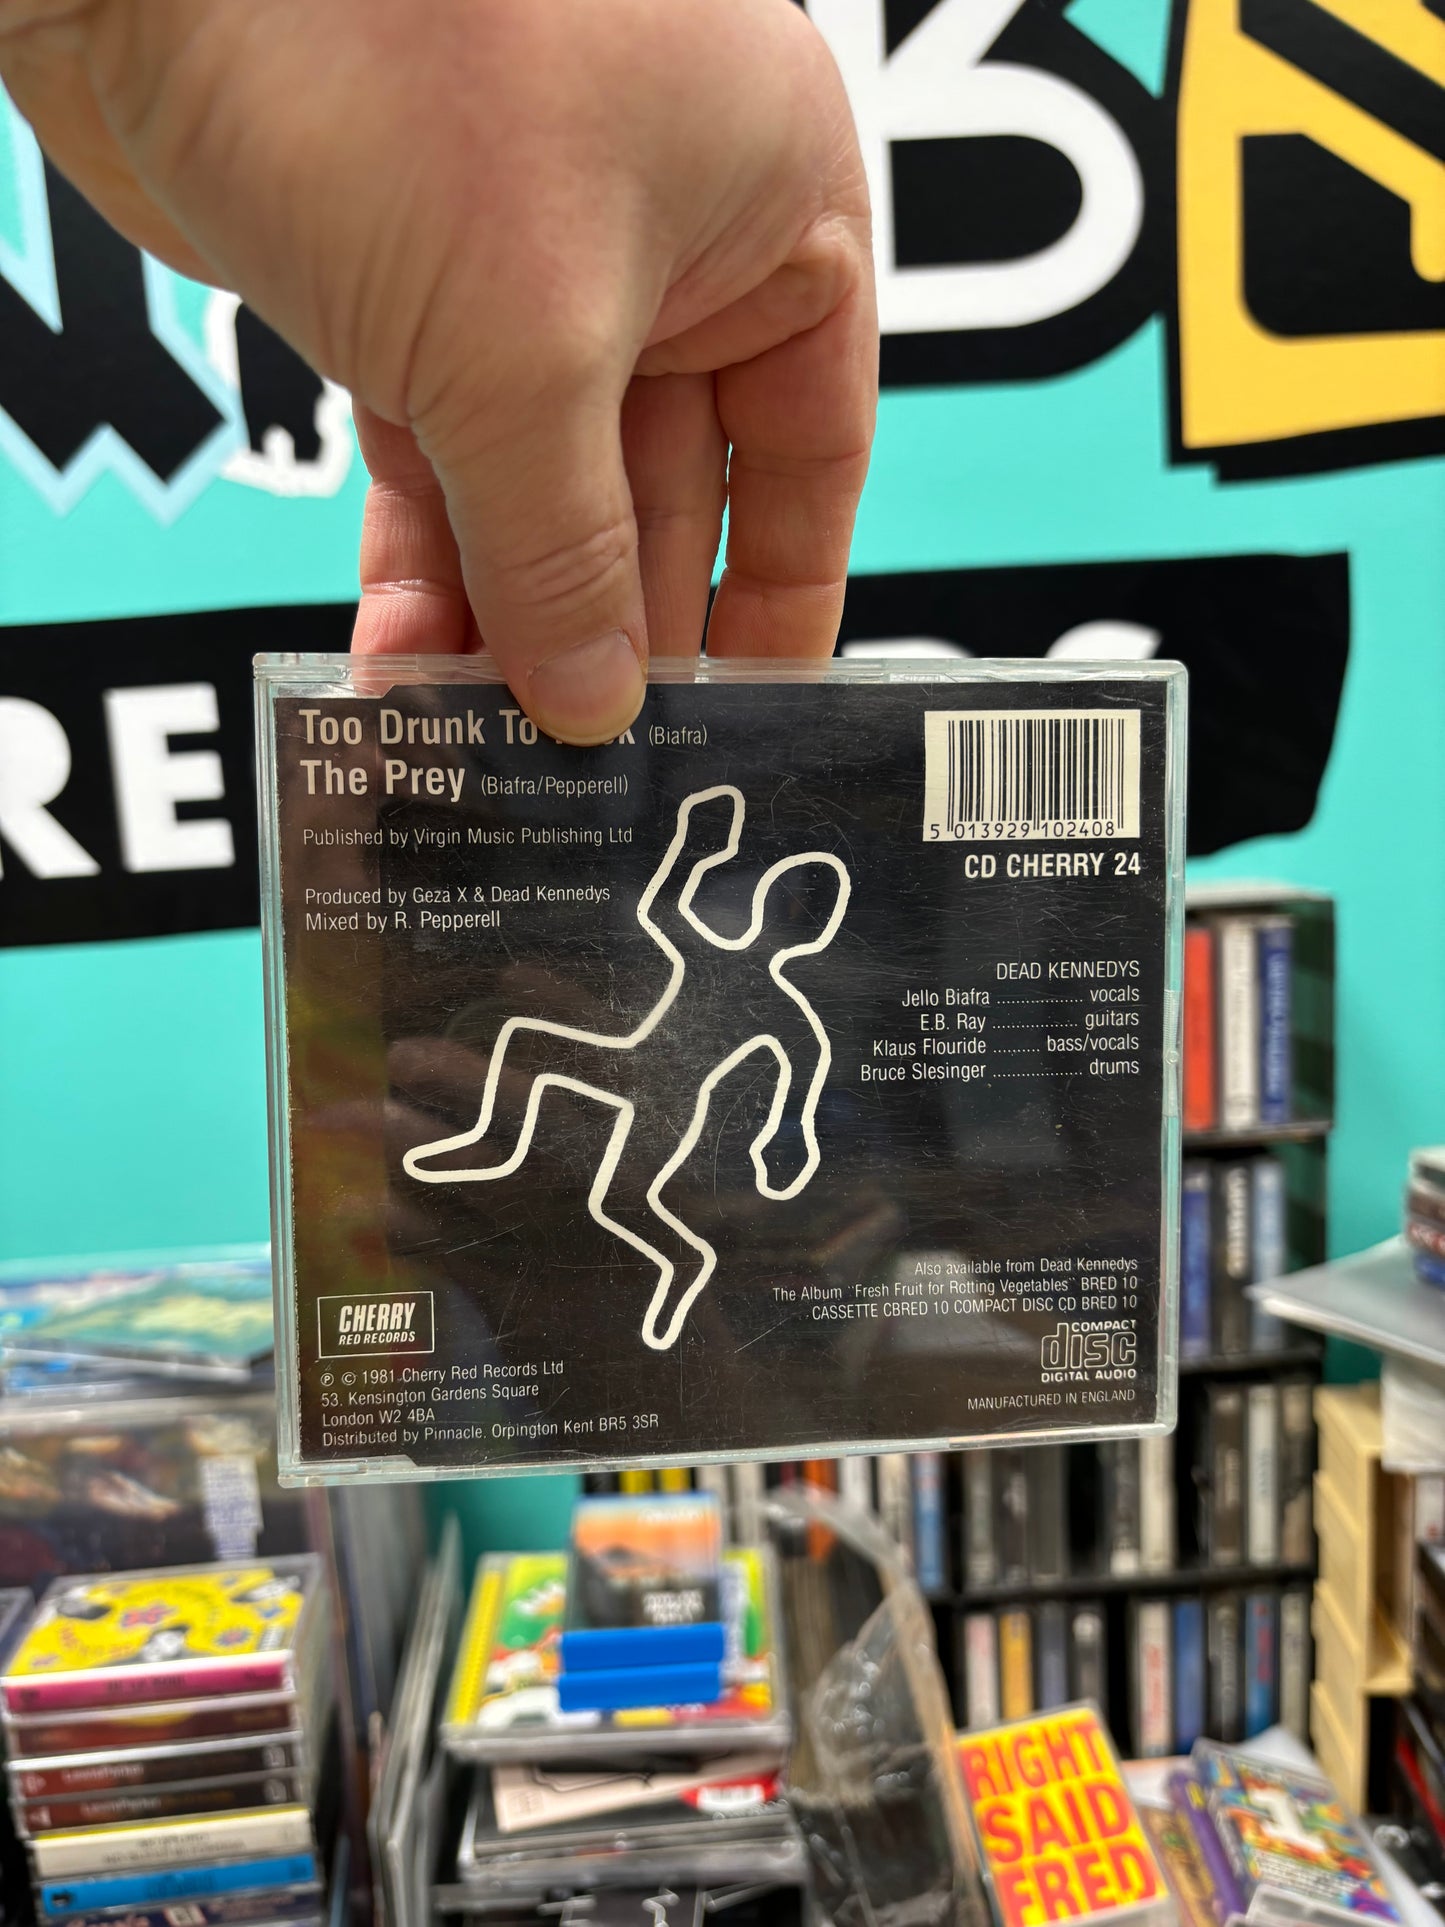 Too Drunk To (Biafra)
The Prey (Biafra/Pepperell)
Published by Virgin Music Publishing Ltd
Produced by Geza X & Dead Kennedys
Mixed by R. Pepperell
5 013929 102408
CD CHERRY 24
DEAD KENNEDYS
Jello Biafra .................. vocals
E.B. Ray .................. guitars
Klaus Flouride .......... bass/vocals
Bruce Slesinger ................... drums
Also available from Dead Kennedys
The Album "Fresh Fruit for Rotting Vegetables" BRED 10
CASSETTE CBRED 10 COMPACT DISC CD BRED 10
COMPACT
disc
DIGITAL AUDIO
MANUFACTURED IN ENGLAND
CHERRY
RED RECORDS
℗ © 1981 Cherry Red Records Ltd
53. Kensington Gardens Square
London W2 4BA
Distributed by Pinnacle. Orpington Kent BR5 3SR
RIGHT
SAID
FRED